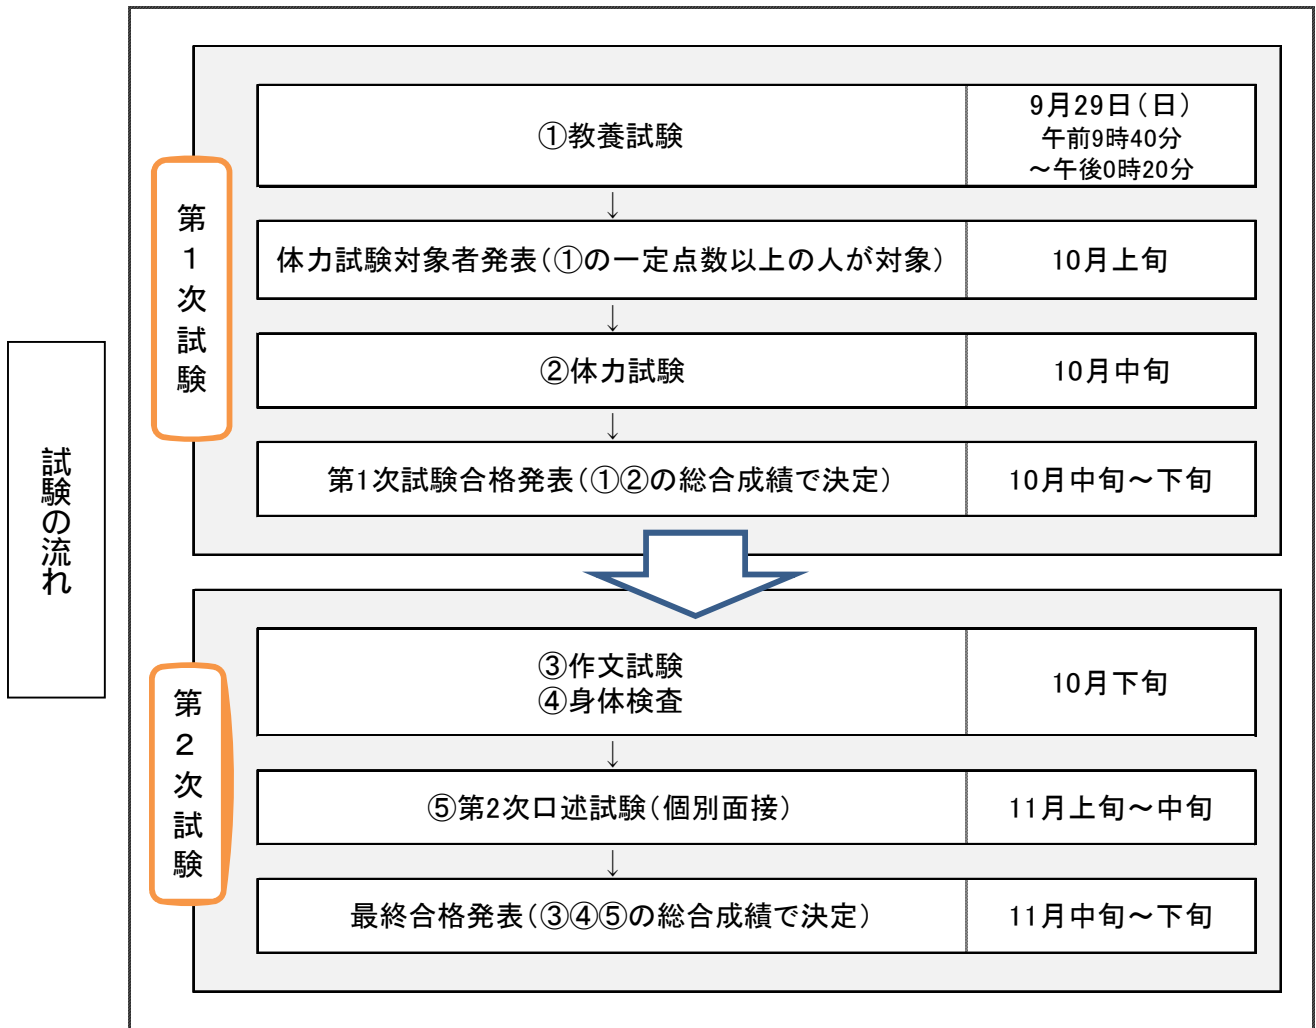 試験の流れ
第1次試験
①教養試験
9月29日(日)
午前9時40分
～午後0時20分
↓
体力試験対象者発表(①の一定点数以上の人が対象)
10月上旬
↓
②体力試験
10月中旬
↓
第1次試験合格発表(①②の総合成績で決定)
10月中旬～下旬
第2次試験
③作文試験
④身体検査
10月下旬
↓
⑤第2次口述試験(個別面接)
11月上旬～中旬
↓
最終合格発表(③④⑤の総合成績で決定)
11月中旬～下旬